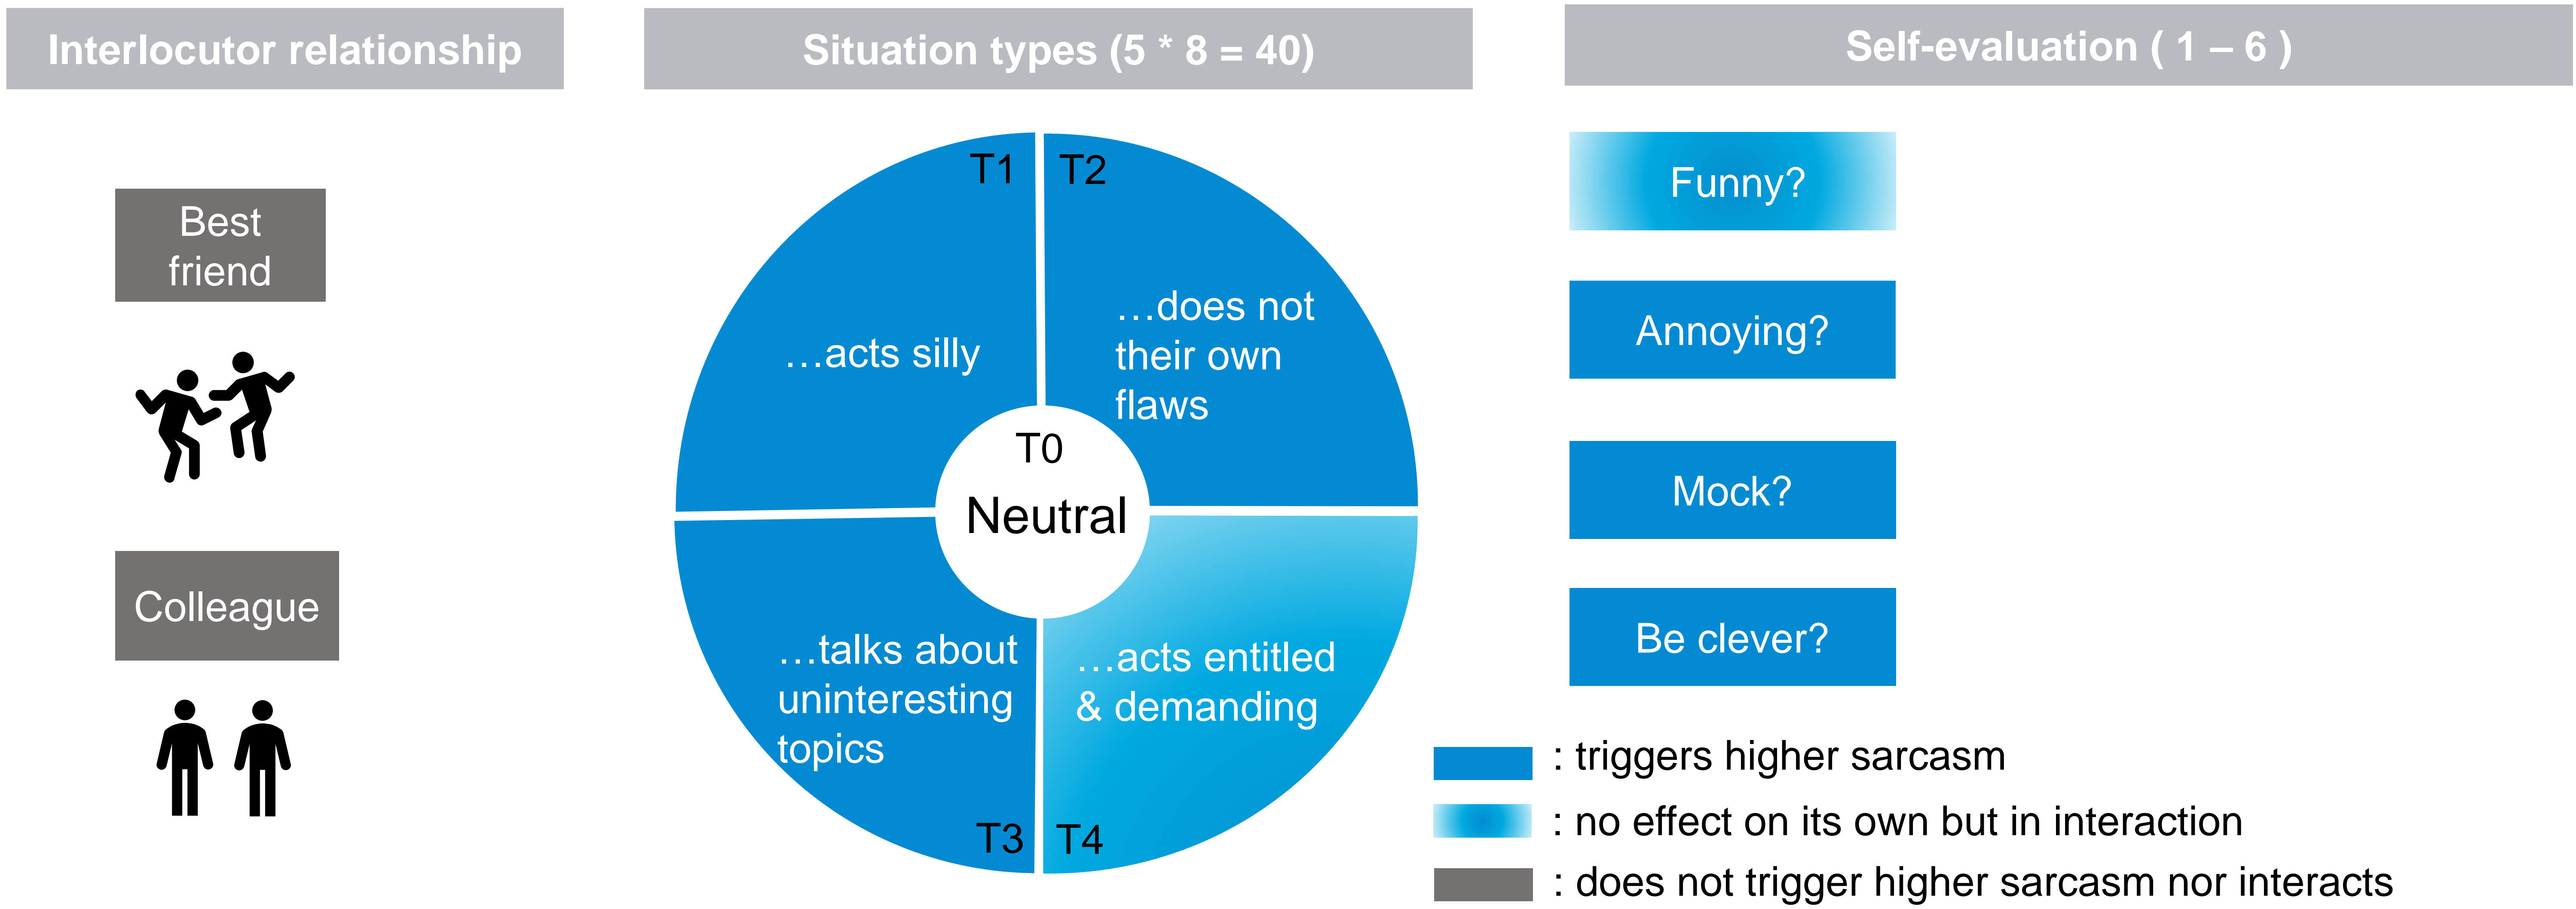 Interlocutor relationship
Situation types (5 * 8 = 40)
Self-evaluation ( 1 – 6 )
Best
friend
Colleague
T1
T2
…acts silly
…does not
their own
flaws
T0
Neutral
…talks about
uninteresting
topics
…acts entitled
& demanding
T3
T4
Funny?
Annoying?
Mock?
Be clever?
: triggers higher sarcasm
: no effect on its own but in interaction
: does not trigger higher sarcasm nor interacts